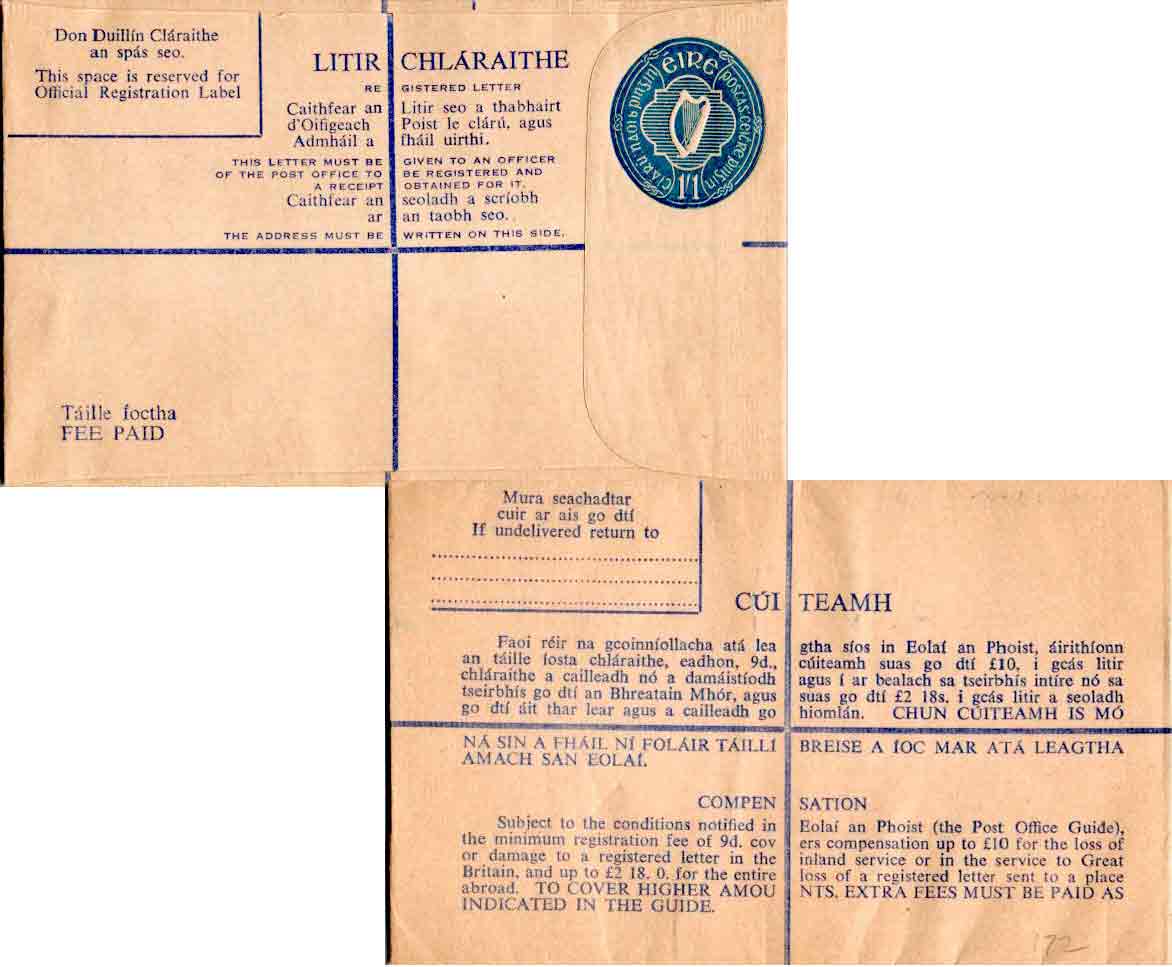 Don Duillín Cláraithe
an spás seo.
This space is reserved for
Official Registration Label
LITIR CHLÁRAITHE
REGISTERED LETTER
Caithfear an Litir seo a thabhairt
d'Oifigeach Poist le clárú, agus
Admháil a fháil uirthi.
THIS LETTER MUST BE GIVEN TO AN OFFICER
OF THE POST OFFICE TO BE REGISTERED AND
A RECEIPT OBTAINED FOR IT.
Caithfear an seoladh a scríobh
ar an taobh seo.
THE ADDRESS MUST BE WRITTEN ON THIS SIDE.
Clárú naoi bpingin
éire
postas ceithre pingin
1'1
Táille íoctha
FEE PAID
Mura seachadtar
cuir ar ais go dtí
If undelivered return to
CÚITEAMH
Faoi réir na gcoinníollacha atá leagtha síos in Eolaí an Phoist, áirithíonn
an táille íosta chláraithe, eadhon, 9d., cúiteamh suas go dtí £10, i gcás litir
chláraithe a cailleadh nó a damáistíodh agus í ar bealach sa tseirbhís intíre nó sa
tseirbhís go dtí an Bhreatain Mhór, agus suas go dtí £2 18s. i gcás litir a seoladh
go dtí áit thar lear agus a cailleadh go hiomlán. CHUN CÚITEAMH IS MÓ
NÁ SIN A FHÁIL NÍ FOLÁIR TÁILLÍ BREISE A ÍOC MAR ATÁ LEAGTHA
AMACH SAN EOLAÍ.
COMPENSATION
Subject to the conditions notified in Eolaí an Phoist (the Post Office Guide),
the minimum registration fee of 9d. covers compensation up to £10 for the loss of
or damage to a registered letter in the inland service or in the service to Great
Britain, and up to £2 18. 0. for the entire loss of a registered letter sent to a place
abroad. TO COVER HIGHER AMOUNTS, EXTRA FEES MUST BE PAID AS
INDICATED IN THE GUIDE.
172